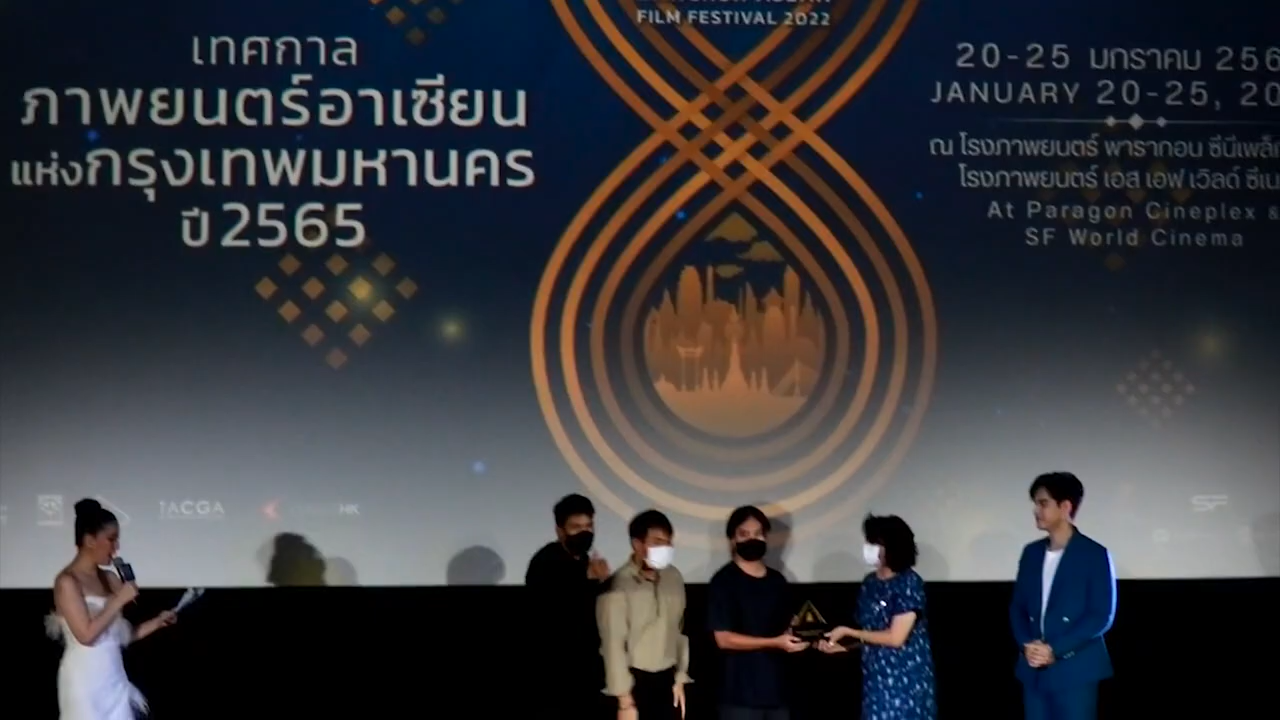 เทศกาล
ภาพยนตร์อาเซียน
แห่งกรุงเทพมหานคร
ปี 2565
FILM FESTIVAL 2022
20-25 มกราคม 256
JANUARY 20-25, 20
ณ โรงภาพยนตร์ พารากอน ซีนีเพล็ก
โรงภาพยนตร์ เอส เอฟ เวิลด์ ซีเน
At Paragon Cineplex &
SF World Cinema
TACGA
HK
SF